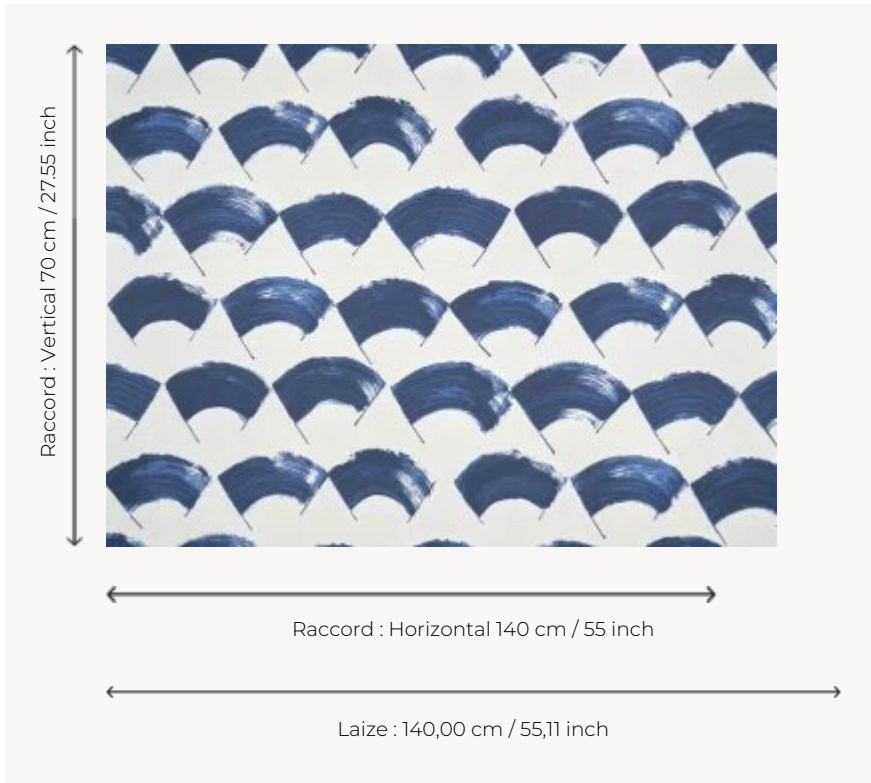 Raccord : Vertical 70 cm / 27.55 inch
Raccord : Horizontal 140 cm / 55 inch
Laize : 140,00 cm / 55,11 inch